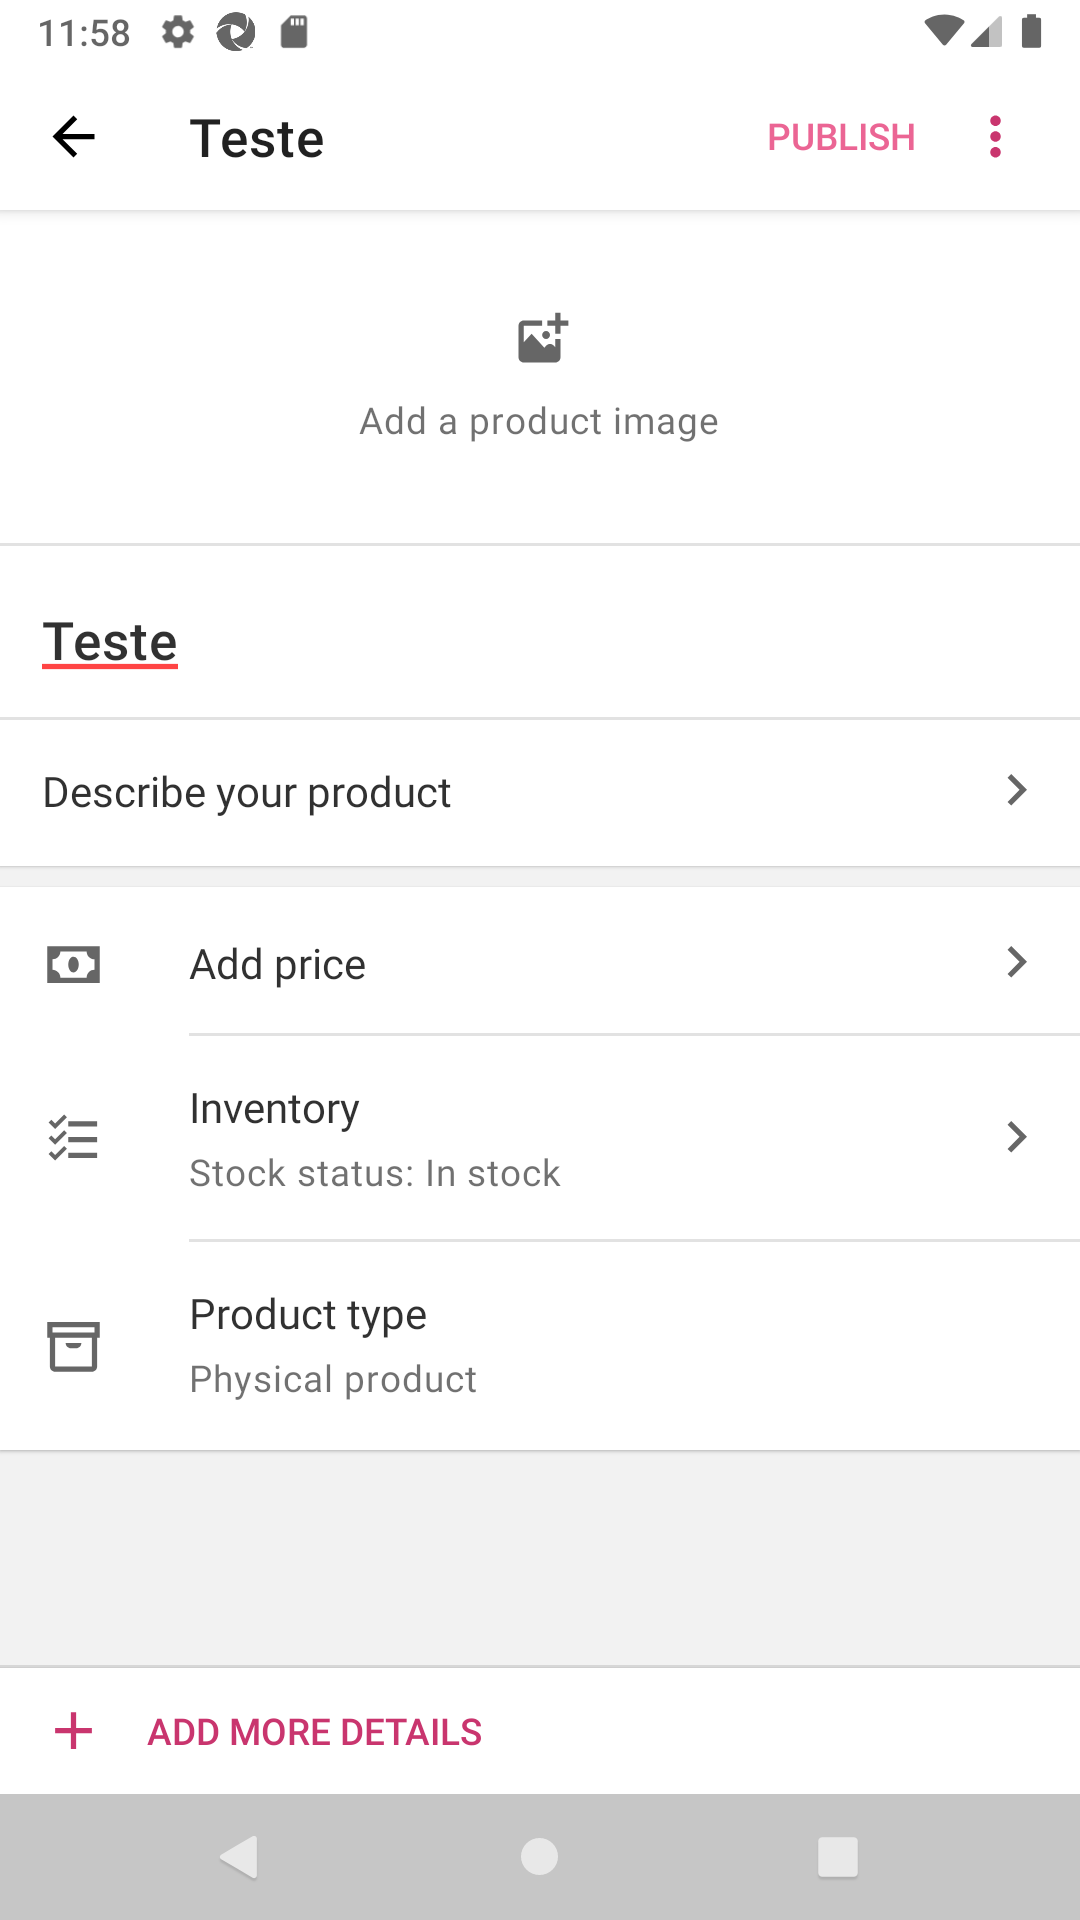 11:58
Teste
PUBLISH
Add a product image
Teste
Describe your product
Add price
Inventory
Stock status: In stock
Product type
Physical product
ADD MORE DETAILS